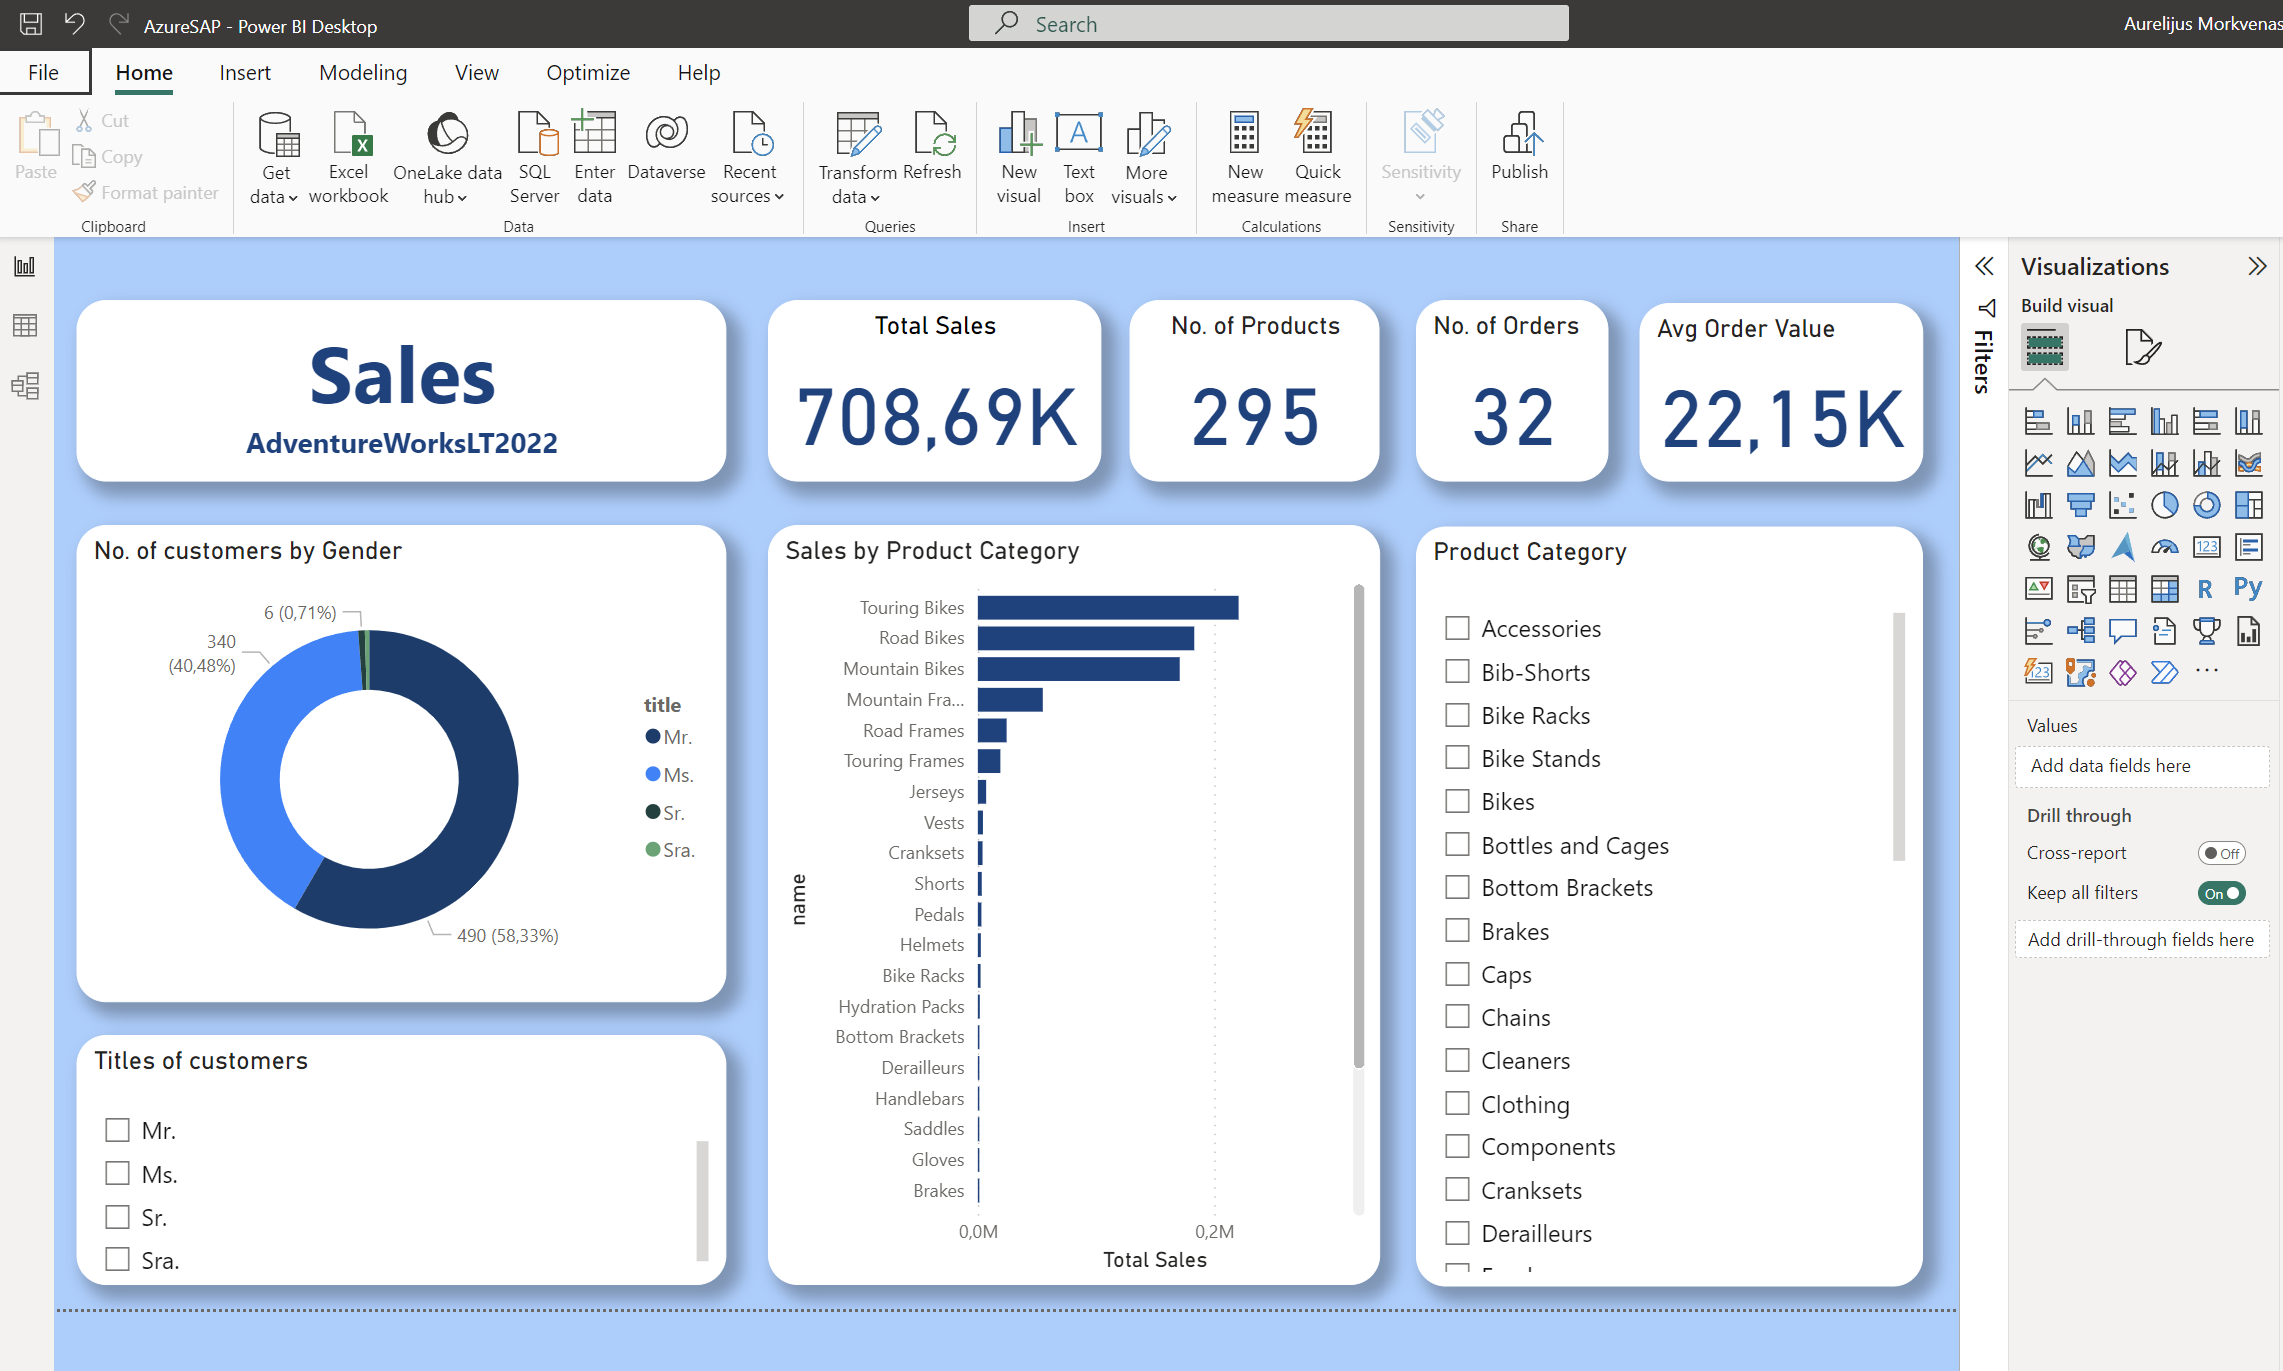 AzureSAP - Power BI Desktop
Search
Aurelijus Morkvenas
File
Home
Insert
Modeling
View
Optimize
Help
Paste
Cut
Copy
Format painter
Clipboard
Get
data
Excel
workbook
OneLake data
hub
SQL
Server
Enter
data
Dataverse
Recent
sources
Data
Transform
data
Refresh
Queries
New
visual
Text
box
More
visuals
Insert
New
measure
Quick
measure
Calculations
Sensitivity
Sensitivity
Publish
Share
Sales
AdventureWorksLT2022
Total Sales
708,69K
No. of Products
295
No. of Orders
32
Avg Order Value
22,15K
No. of customers by Gender
6 (0,71%)
340
(40,48%)
490 (58,33%)
title
Mr.
Ms.
Sr.
Sra.
Titles of customers
Mr.
Ms.
Sr.
Sra.
Sales by Product Category
name
Touring Bikes
Road Bikes
Mountain Bikes
Mountain Fra...
Road Frames
Touring Frames
Jerseys
Vests
Cranksets
Shorts
Pedals
Helmets
Bike Racks
Hydration Packs
Bottom Brackets
Derailleurs
Handlebars
Saddles
Gloves
Brakes
0,0M
0,2M
Total Sales
Product Category
Accessories
Bib-Shorts
Bike Racks
Bike Stands
Bikes
Bottles and Cages
Bottom Brackets
Brakes
Caps
Chains
Cleaners
Clothing
Components
Cranksets
Derailleurs
Filters
Visualizations
Build visual
123
R
Py
123
Values
Add data fields here
Drill through
Cross-report
Off
Keep all filters
On
Add drill-through fields here